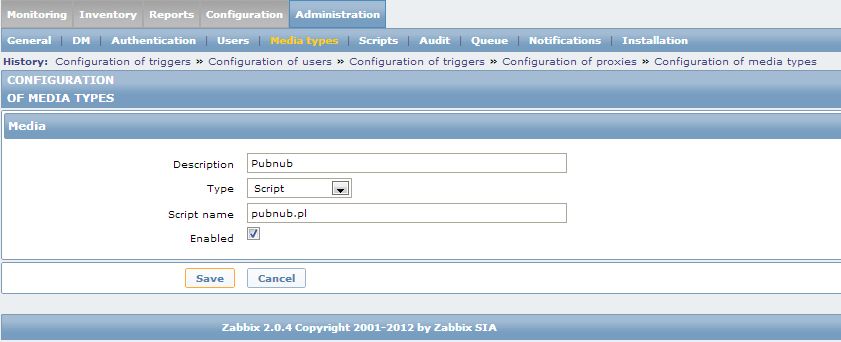 Monitoring Inventory Reports Configuration Administration
General | DM | Authentication | Users | Media types | Scripts | Audit | Queue | Notifications | Installation
History: Configuration of triggers » Configuration of users » Configuration of triggers » Configuration of proxies » Configuration of media types
CONFIGURATION
OF MEDIA TYPES
Media
Description Pubnub
Type Script
Script name pubnub.pl
Enabled
Save Cancel
Zabbix 2.0.4 Copyright 2001-2012 by Zabbix SIA